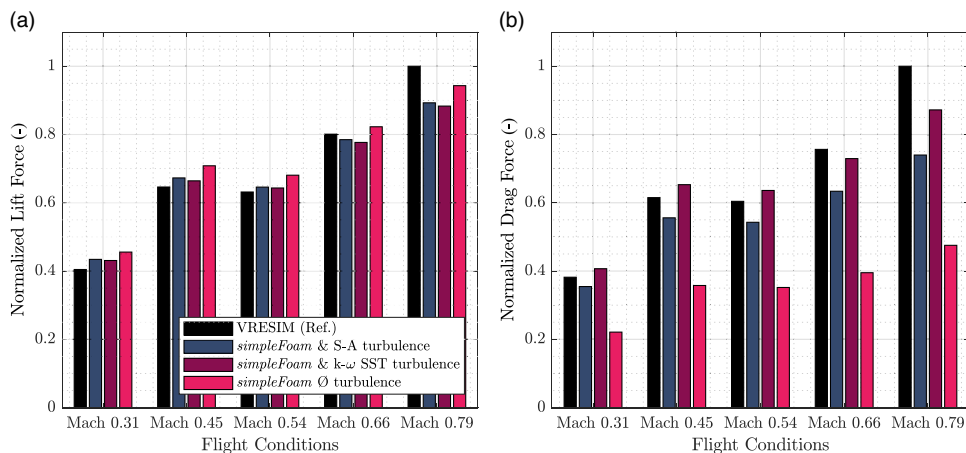 (a)
Normalized Lift Force (-)
1
0.8
0.6
0.4
0.2
0
VRESIM (Ref.)
simpleFoam & S-A turbulence
simpleFoam & k-ω SST turbulence
simpleFoam Ø turbulence
Mach 0.31 Mach 0.45 Mach 0.54 Mach 0.66 Mach 0.79
Flight Conditions
(b)
Normalized Drag Force (-)
1
0.8
0.6
0.4
0.2
0
Mach 0.31 Mach 0.45 Mach 0.54 Mach 0.66 Mach 0.79
Flight Conditions